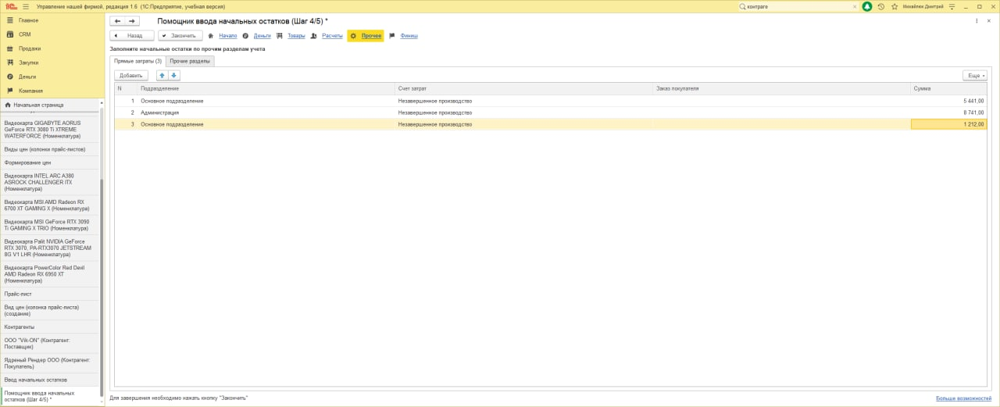 1С
Управление нашей фирмой, редакция 1.6 (1С:Предприятие, учебная версия)
контраге
Михайлюк Дмитрий
Главное
CRM
Продажи
Закупки
Деньги
Компания
Начальная страница
Видеокарта GIGABYTE AORUS
GeForce RTX 3080 Ti XTREME
WATERFORCE (Номенклатура)
Виды цен (колонки прайс-листов)
Формирование цен
Видеокарта INTEL ARC A380
ASROCK CHALLENGER ITX
(Номенклатура)
Видеокарта MSI AMD Radeon RX
6700 XT GAMING X (Номенклатура)
Видеокарта MSI GeForce RTX 3090
Ti GAMING X TRIO (Номенклатура)
Видеокарта Palit NVIDIA GeForce
RTX 3070, PA-RTX3070 JETSTREAM
8G V1 LHR (Номенклатура)
Видеокарта PowerColor Red Devil
AMD Radeon RX 6950 XT
(Номенклатура)
Прайс-лист
Вид цен (колонка прайс-листа)
(создание)
Контрагенты
ООО "Vilt-ON" (Контрагент:
Поставщик)
Ядреный Рендер ООО (Контрагент:
Покупатель)
Ввод начальных остатков
Помощник ввода начальных
остатков (Шаг 4/5) *
Помощник ввода начальных остатков (Шаг 4/5) *
Назад Закончить Начало Деньги Товары Расчеты Прочее Финиш
Заполните начальные остатки по прочим разделам учета
Прямые затраты (3) Прочие разделы
Добавить Еще
N Подразделение Счет затрат Заказ покупателя Сумма
1 Основное подразделение Незавершенное производство 5 441,00
2 Администрация Незавершенное производство 8 741,00
3 Основное подразделение Незавершенное производство 1 212,00
Для завершения необходимо нажать кнопку "Закончить" Больше возможностей